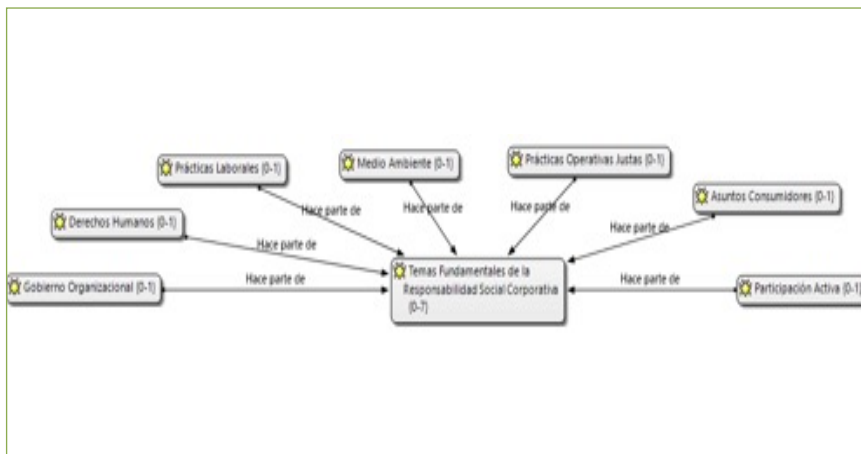 Prácticas Laborales {0-1}
Medio Ambiente {0-1}
Prácticas Operativas Justas {0-1}
Asuntos Consumidores {0-1}
Derechos Humanos {0-1}
Gobierno Organizacional {0-1}
Participación Activa {0-1}
Hace parte de
Hace parte de
Hace parte de
Hace parte de
Hace parte de
Hace parte de
Hace parte de
Temas Fundamentales de la
Responsabilidad Social Corporativa
{0-7}